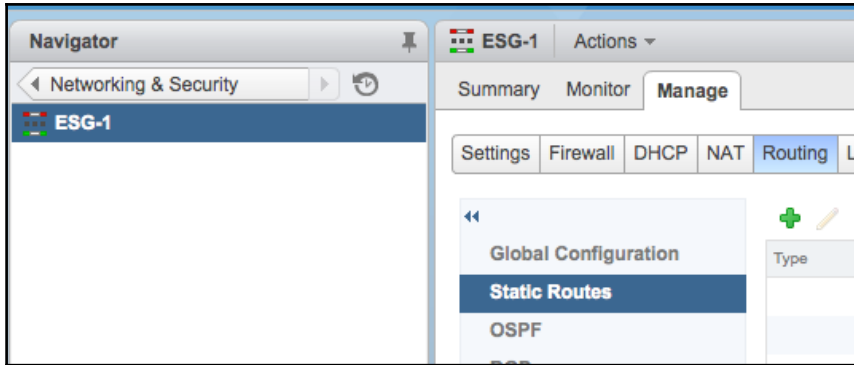 Navigator
ESG-1 Actions
Networking & Security
Summary Monitor Manage
ESG-1
Settings Firewall DHCP NAT Routing
Global Configuration
Type
Static Routes
OSPF